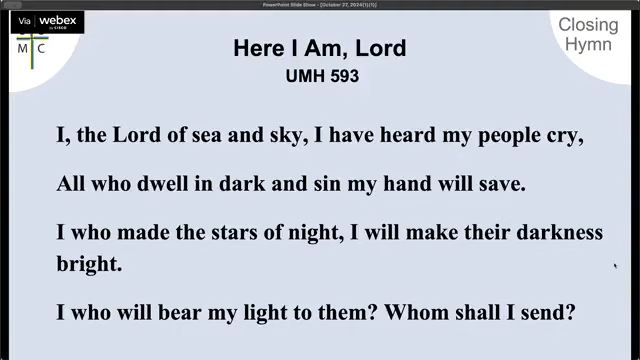 PowerPoint Slide Show - [October 27, 2024(1)(1)]
Via webex
by CISCO
M C
Closing
Hymn
Here I Am, Lord
UMH 593
I, the Lord of sea and sky, I have heard my people cry,
All who dwell in dark and sin my hand will save.
I who made the stars of night, I will make their darkness
bright.
I who will bear my light to them? Whom shall I send?